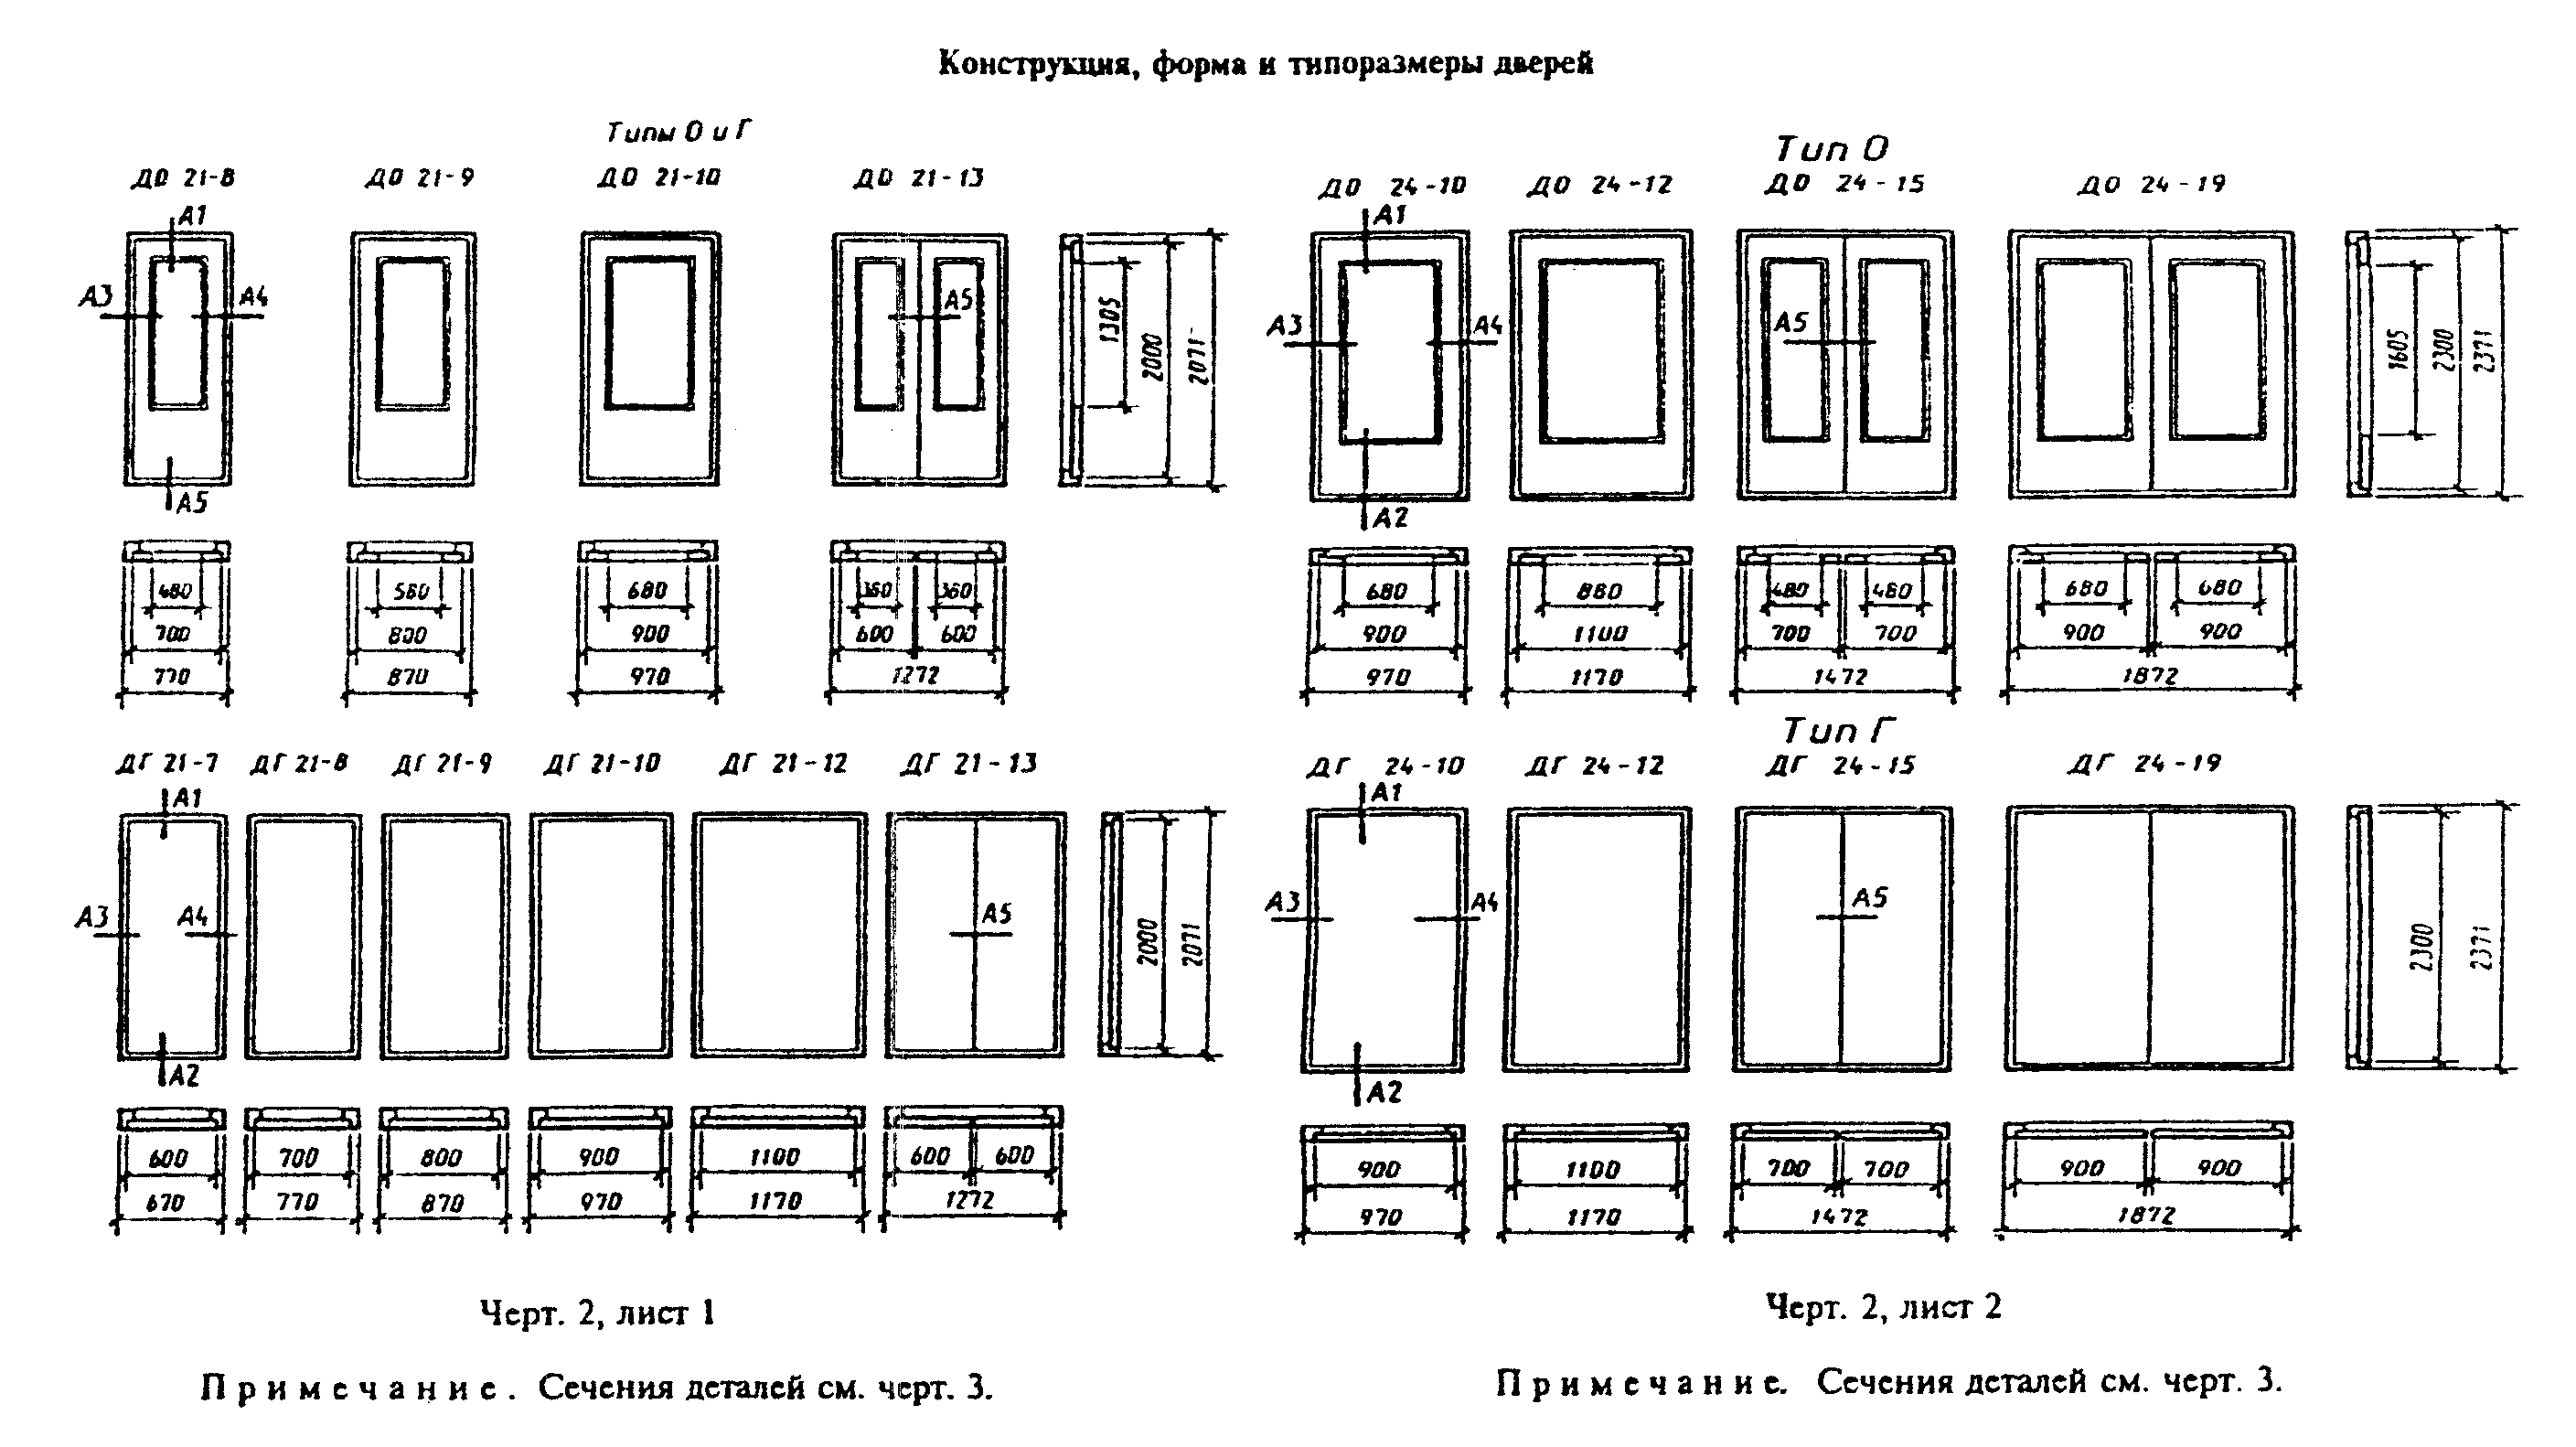 Конструкция, форма и типоразмеры дверей
Типы О и Г
ДО 21-8 ДО 21-9 ДО 21-10 ДО 21-13
А1
А3 А4 А5
А5
1305 2000 2071
480 560 680 360 360
700 800 900 600 600
770 870 970 1272
ДГ 21-7 ДГ 21-8 ДГ 21-9 ДГ 21-10 ДГ 21-12 ДГ 21-13
А1
А3 А4 А5
А2
2000 2071
600 700 800 900 1100 600 600
670 770 870 970 1170 1272
Черт. 2, лист 1
Примечание. Сечения деталей см. черт. 3.
Тип О
ДО 24-10 ДО 24-12 ДО 24-15 ДО 24-19
А1
А3 А4 А5
А2
1605 2300 2371
680 880 480 480 680 680
900 1100 700 700 900 900
970 1170 1472 1872
Тип Г
ДГ 24-10 ДГ 24-12 ДГ 24-15 ДГ 24-19
А1
А3 А4 А5
А2
2300 2371
900 1100 700 700 900 900
970 1170 1472 1872
Черт. 2, лист 2
Примечание. Сечения деталей см. черт. 3.